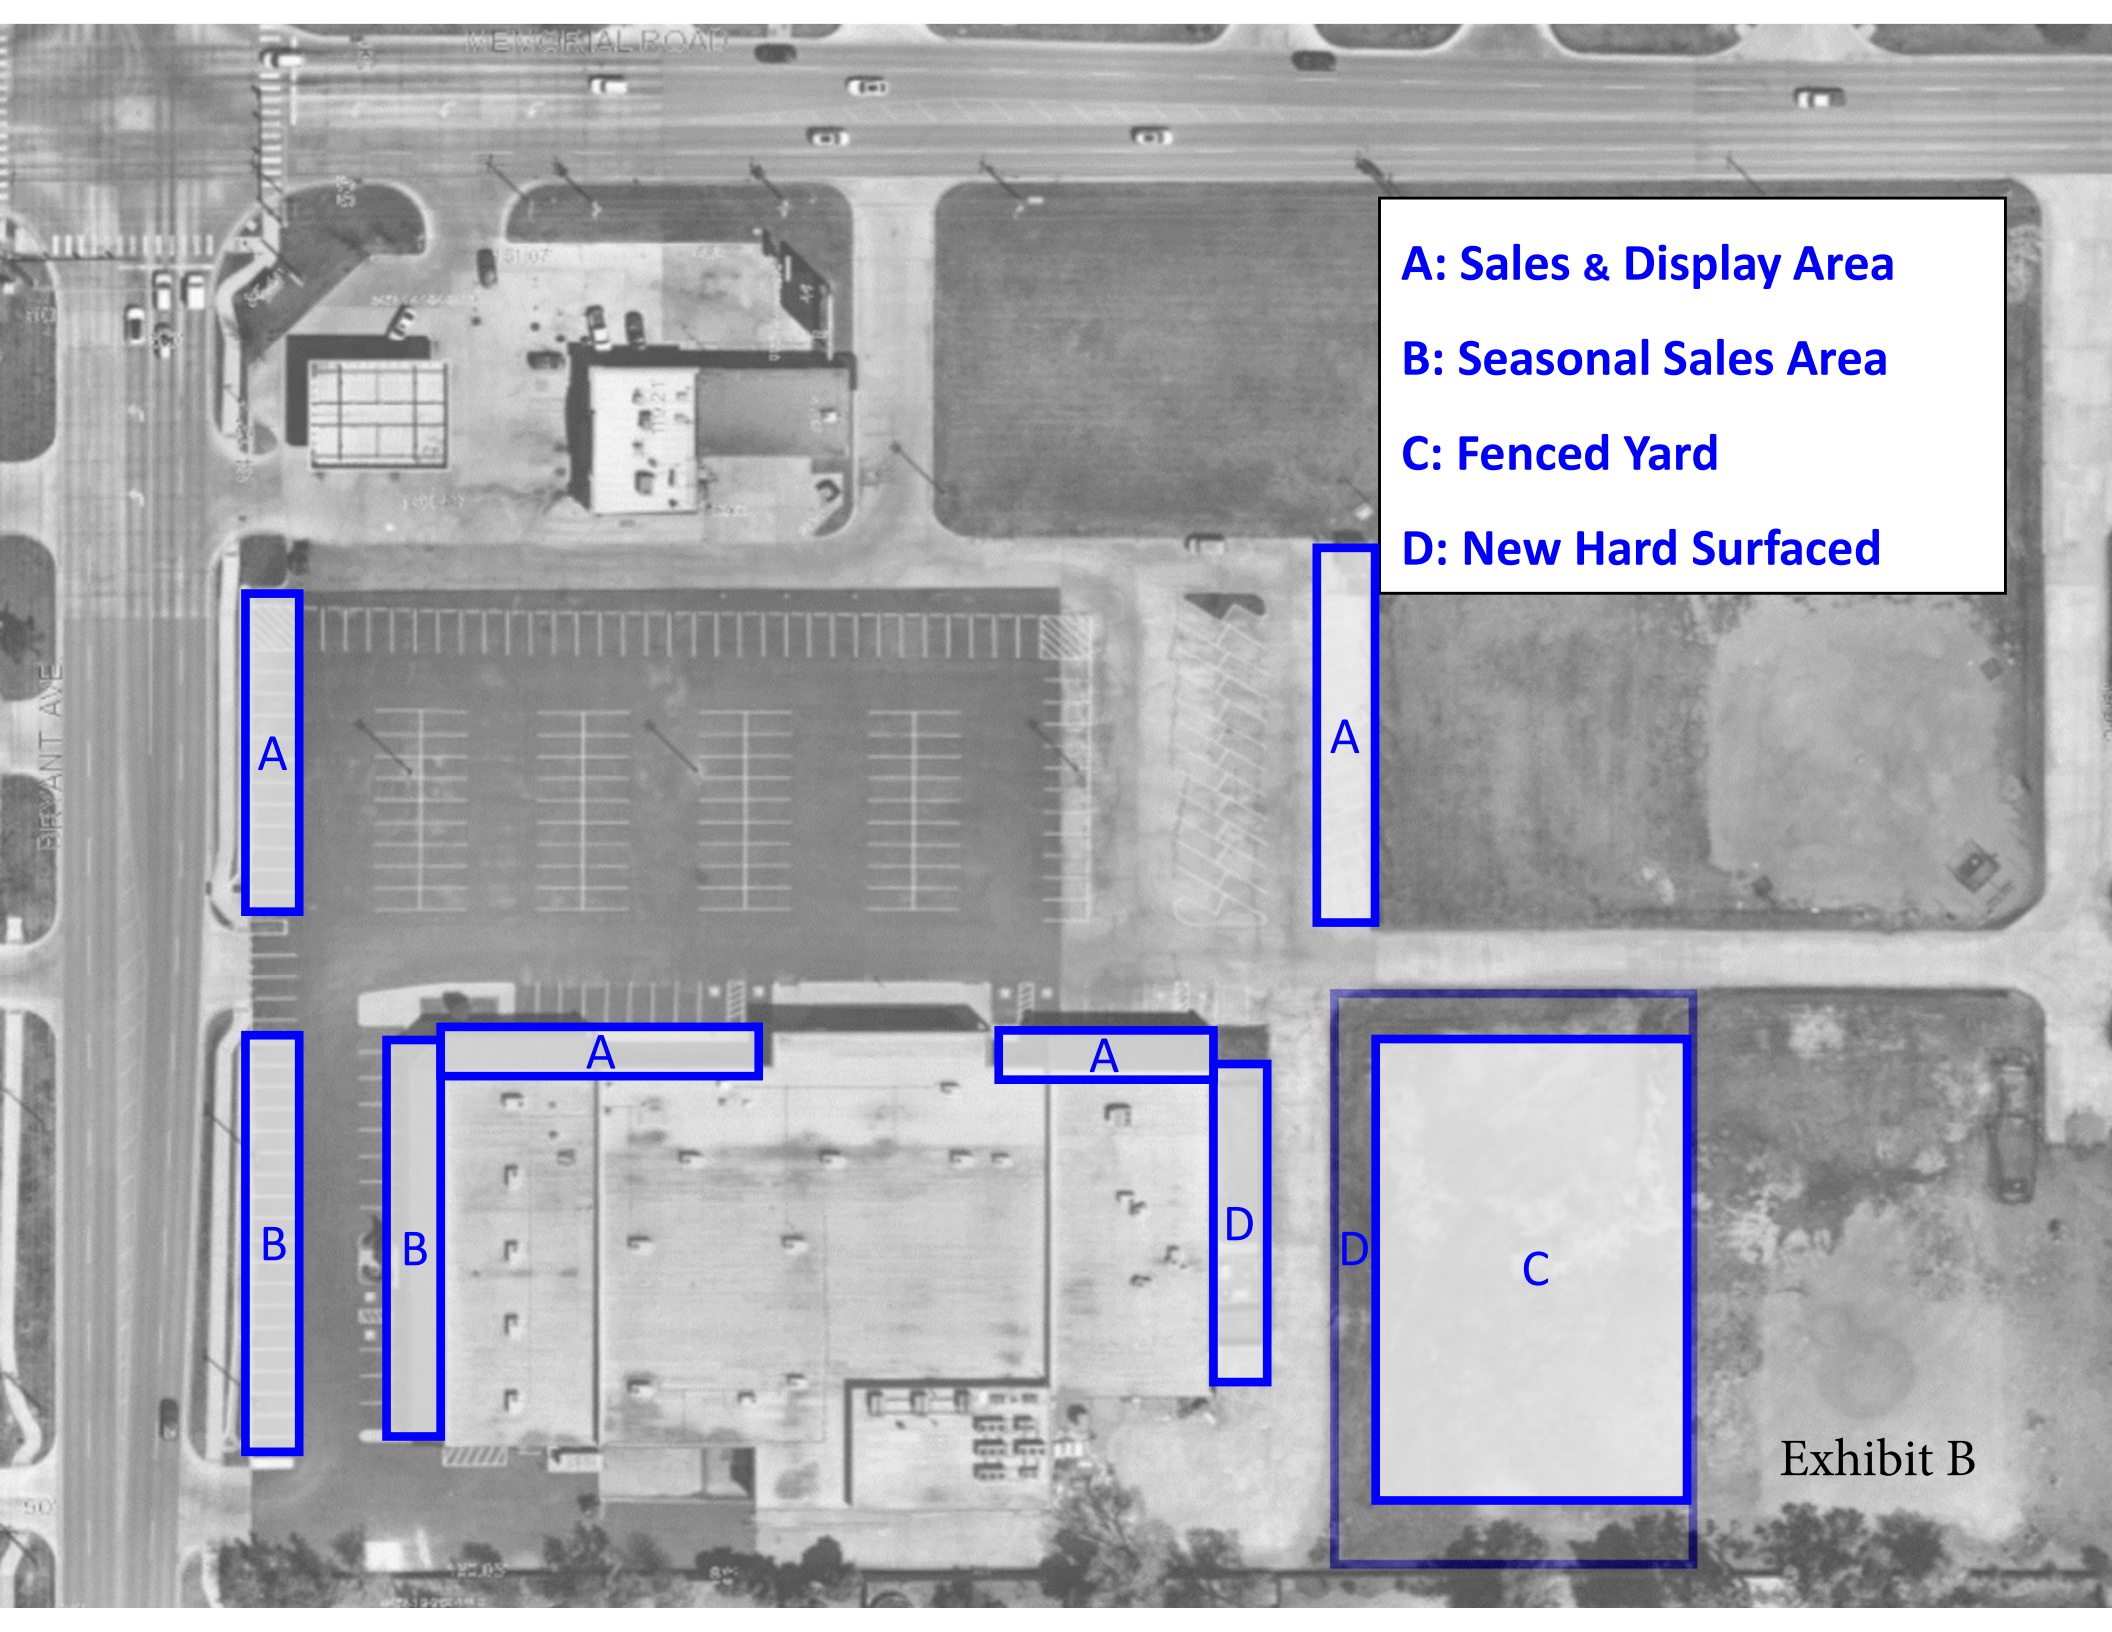 MEMORIAL ROAD
A: Sales & Display Area
B: Seasonal Sales Area
C: Fenced Yard
D: New Hard Surfaced
BRYANT AVE
A
A
A
A
B
B
D
D
C
Exhibit B